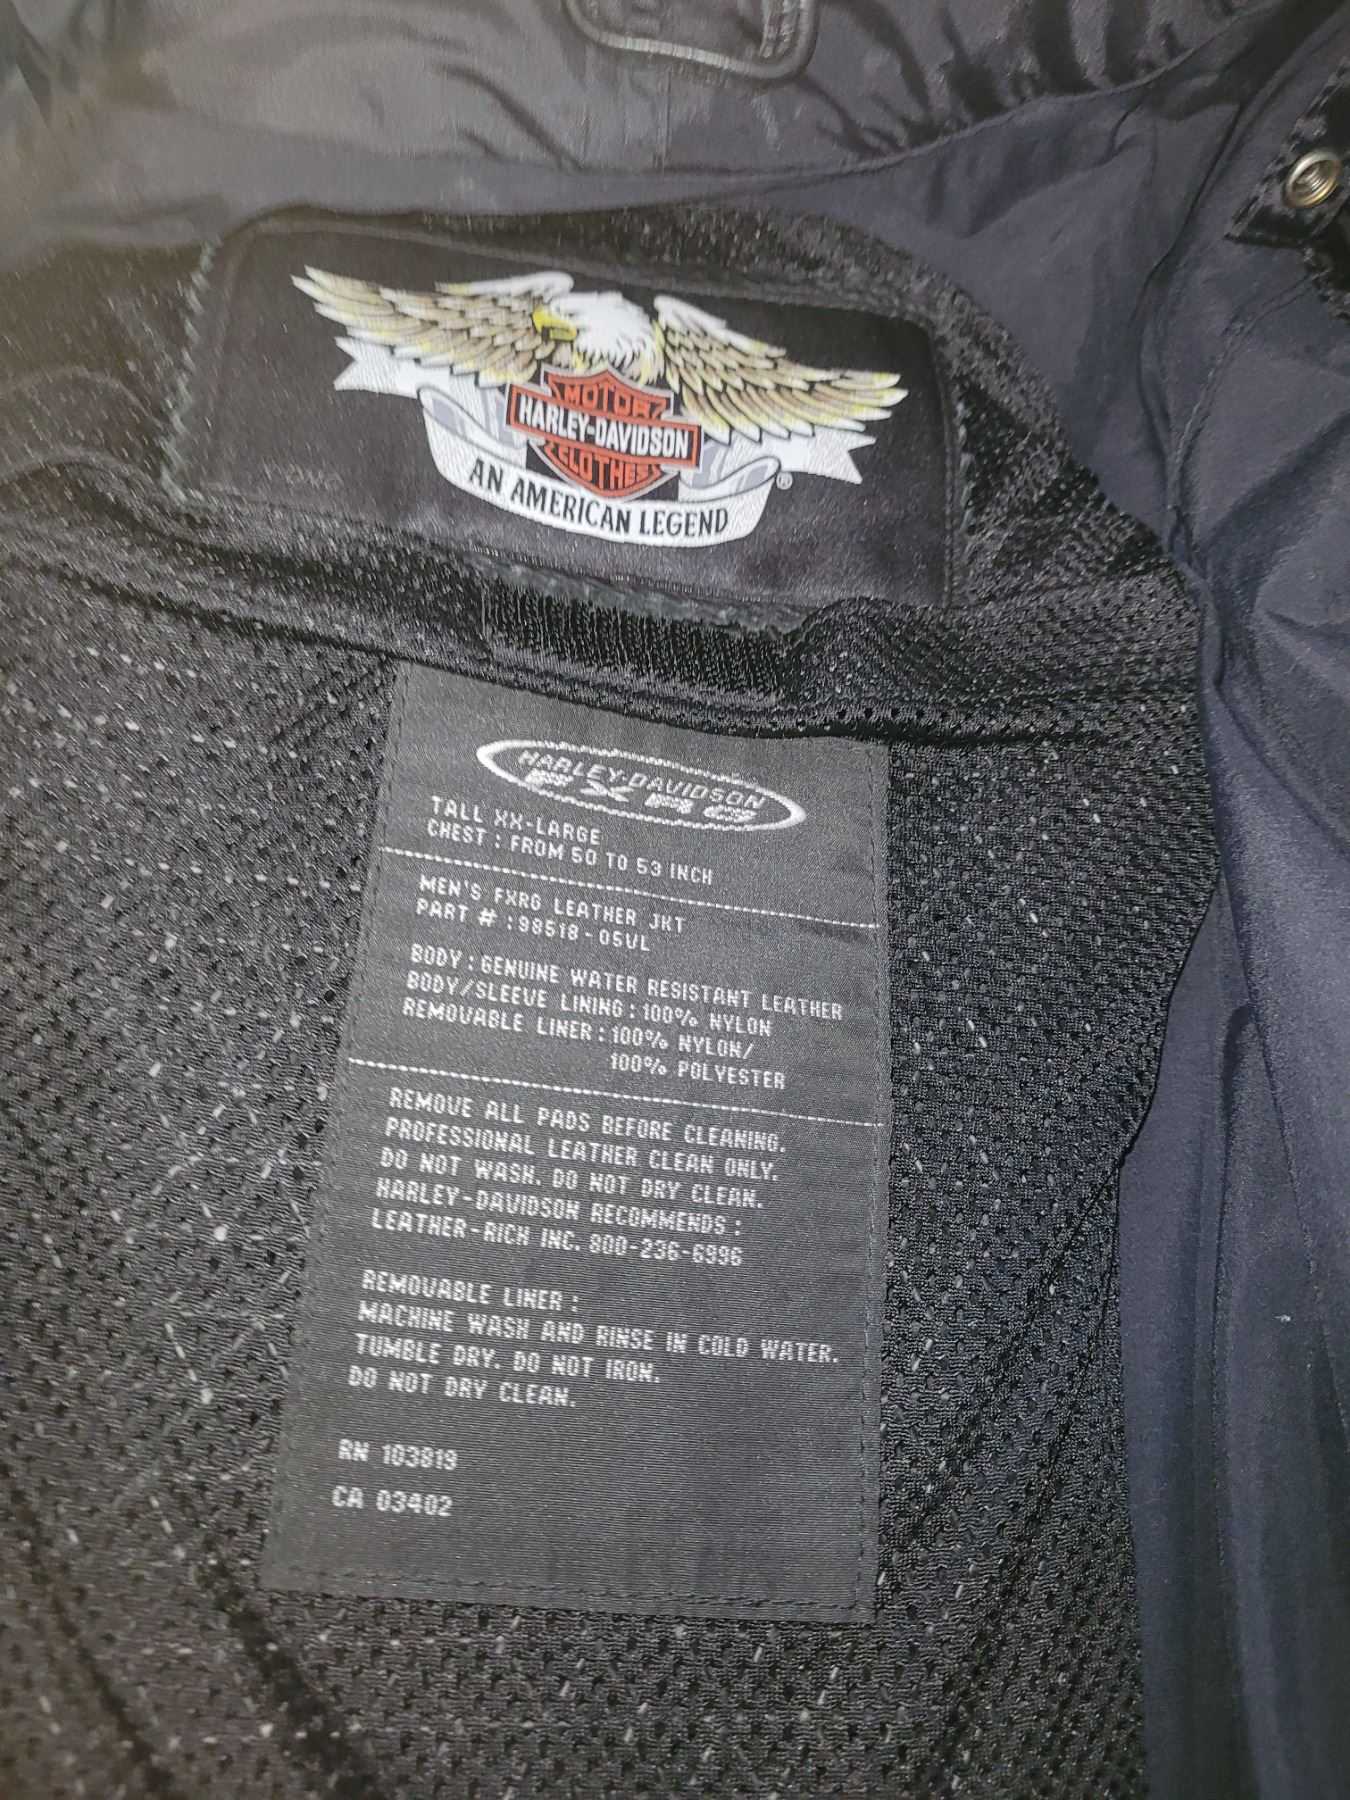 MOTOR
HARLEY-DAVIDSON
CLOTHES
®
AN AMERICAN LEGEND
HARLEY-DAVIDSON
FXRG
TALL XX-LARGE
CHEST : FROM 50 TO 53 INCH
MEN'S FXRG LEATHER JKT
PART # : 98518-05VL
BODY : GENUINE WATER RESISTANT LEATHER
BODY/SLEEVE LINING : 100% NYLON
REMOVABLE LINER : 100% NYLON/
100% POLYESTER
REMOVE ALL PADS BEFORE CLEANING.
PROFESSIONAL LEATHER CLEAN ONLY.
DO NOT WASH. DO NOT DRY CLEAN.
HARLEY-DAVIDSON RECOMMENDS :
LEATHER-RICH INC. 800-236-6996
REMOVABLE LINER :
MACHINE WASH AND RINSE IN COLD WATER.
TUMBLE DRY. DO NOT IRON.
DO NOT DRY CLEAN.
RN 103819
CA 03402